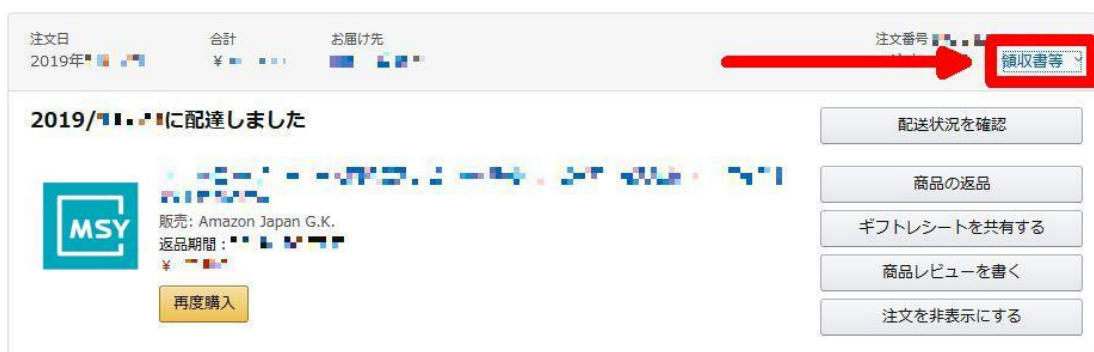 注文日 合計 お届け先 注文番号
2019年 ¥ 領収書等
2019/に配達しました
配送状況を確認
商品の返品
MSY
販売: Amazon Japan G.K.
ギフトレシートを共有する
返品期間：
¥
商品レビューを書く
再度購入
注文を非表示にする